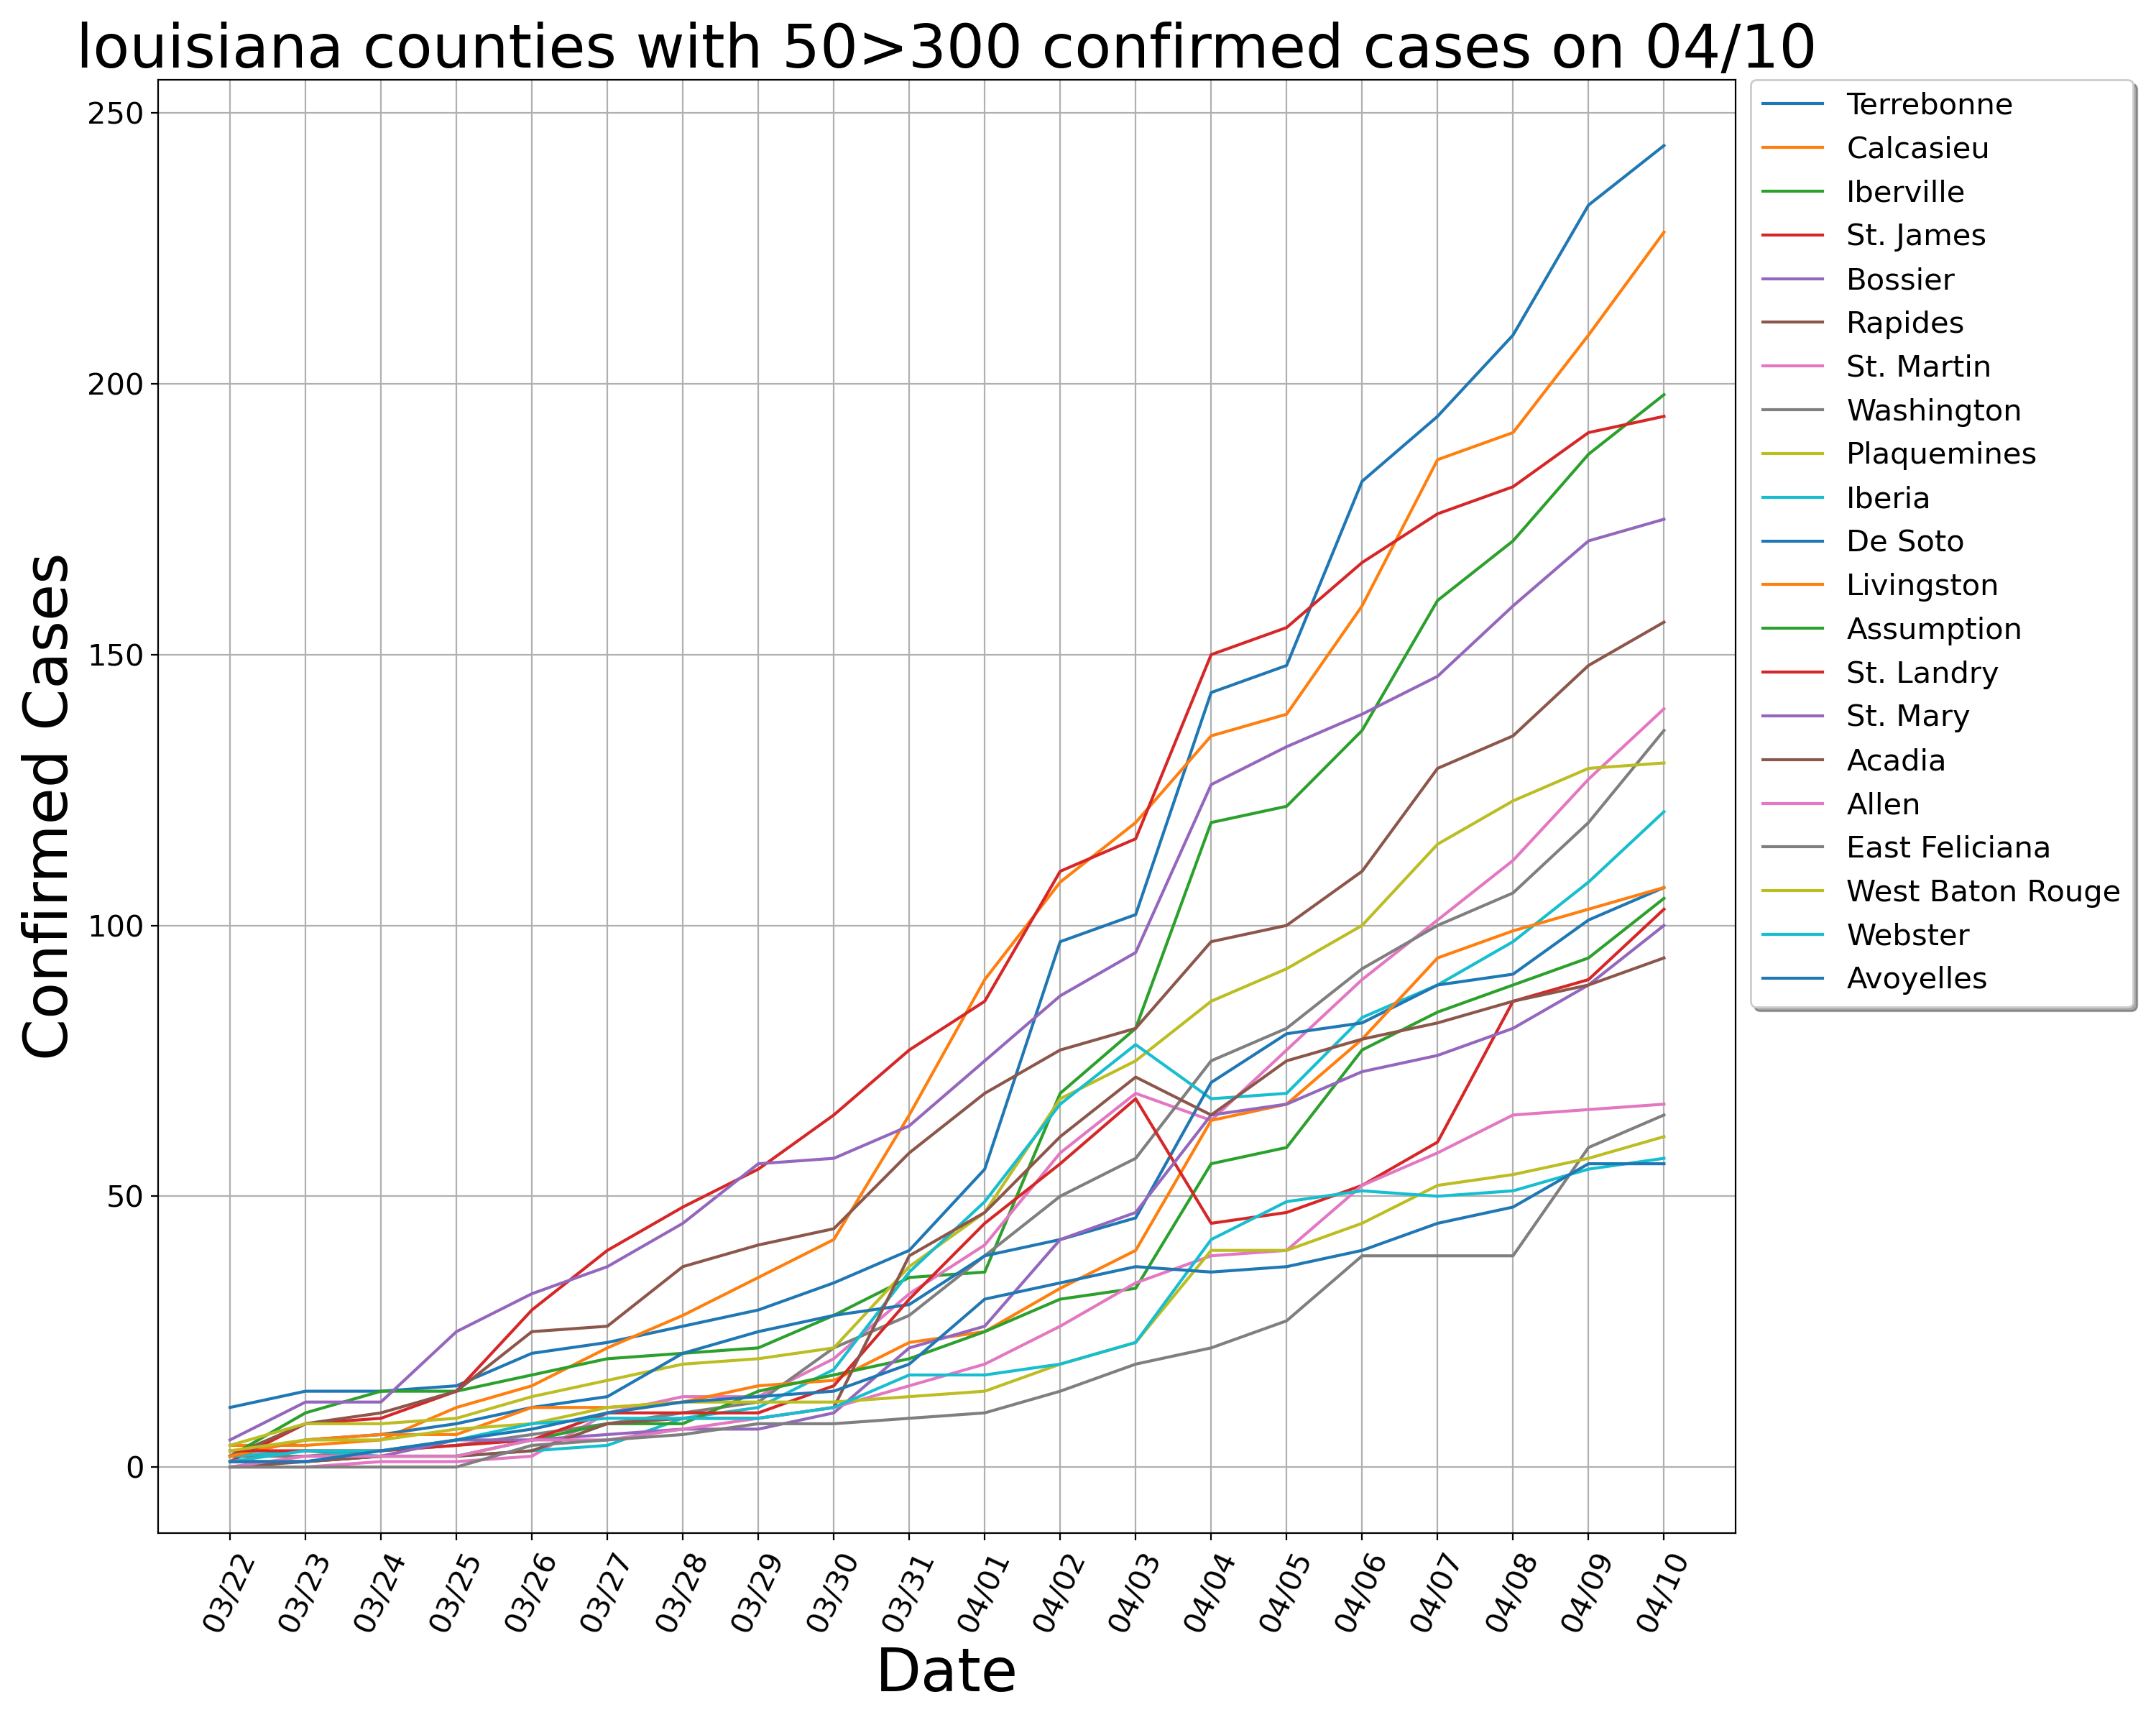 louisiana counties with 50>300 confirmed cases on 04/10
Confirmed Cases
250
200
150
100
50
0
03/22
03/23
03/24
03/25
03/26
03/27
03/28
03/29
03/30
03/31
04/01
04/02
04/03
04/04
04/05
04/06
04/07
04/08
04/09
04/10
Date
Terrebonne
Calcasieu
Iberville
St. James
Bossier
Rapides
St. Martin
Washington
Plaquemines
Iberia
De Soto
Livingston
Assumption
St. Landry
St. Mary
Acadia
Allen
East Feliciana
West Baton Rouge
Webster
Avoyelles